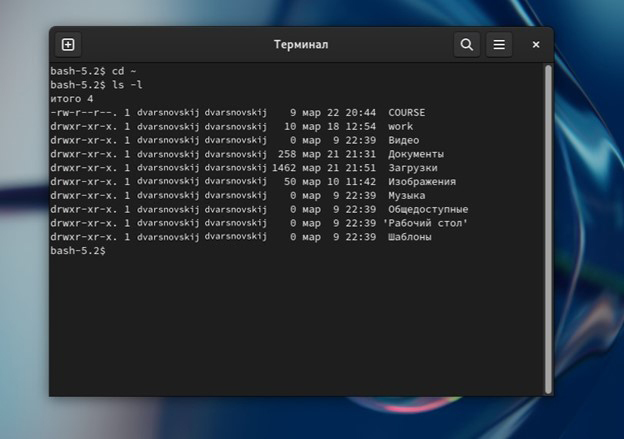 Терминал
bash-5.2$ cd ~
bash-5.2$ ls -l
итого 4
-rw-r--r--. 1 dvarsnovskij dvarsnovskij 9 мар 22 20:44 COURSE
drwxr-xr-x. 1 dvarsnovskij dvarsnovskij 10 мар 18 12:54 work
drwxr-xr-x. 1 dvarsnovskij dvarsnovskij 0 мар 9 22:39 Видео
drwxr-xr-x. 1 dvarsnovskij dvarsnovskij 258 мар 21 21:31 Документы
drwxr-xr-x. 1 dvarsnovskij dvarsnovskij 1462 мар 21 21:51 Загрузки
drwxr-xr-x. 1 dvarsnovskij dvarsnovskij 50 мар 10 11:42 Изображения
drwxr-xr-x. 1 dvarsnovskij dvarsnovskij 0 мар 9 22:39 Музыка
drwxr-xr-x. 1 dvarsnovskij dvarsnovskij 0 мар 9 22:39 Общедоступные
drwxr-xr-x. 1 dvarsnovskij dvarsnovskij 0 мар 9 22:39 'Рабочий стол'
drwxr-xr-x. 1 dvarsnovskij dvarsnovskij 0 мар 9 22:39 Шаблоны
bash-5.2$